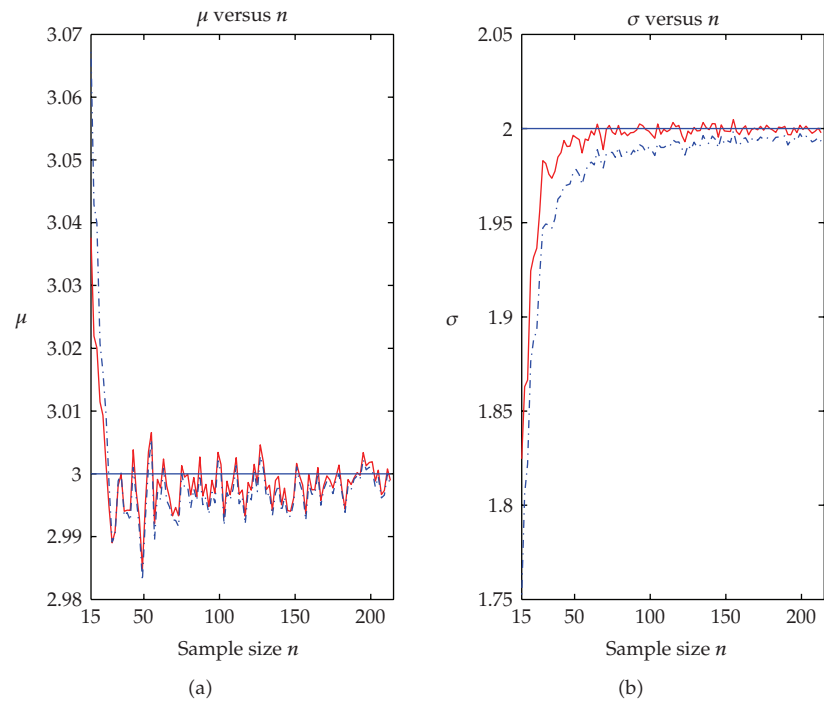 μ versus n
3.07
3.06
3.05
3.04
3.03
μ
3.02
3.01
3
2.99
2.98
15 50 100 150 200
Sample size n
(a)
σ versus n
2.05
2
1.95
1.9
σ
1.85
1.8
1.75
15 50 100 150 200
Sample size n
(b)